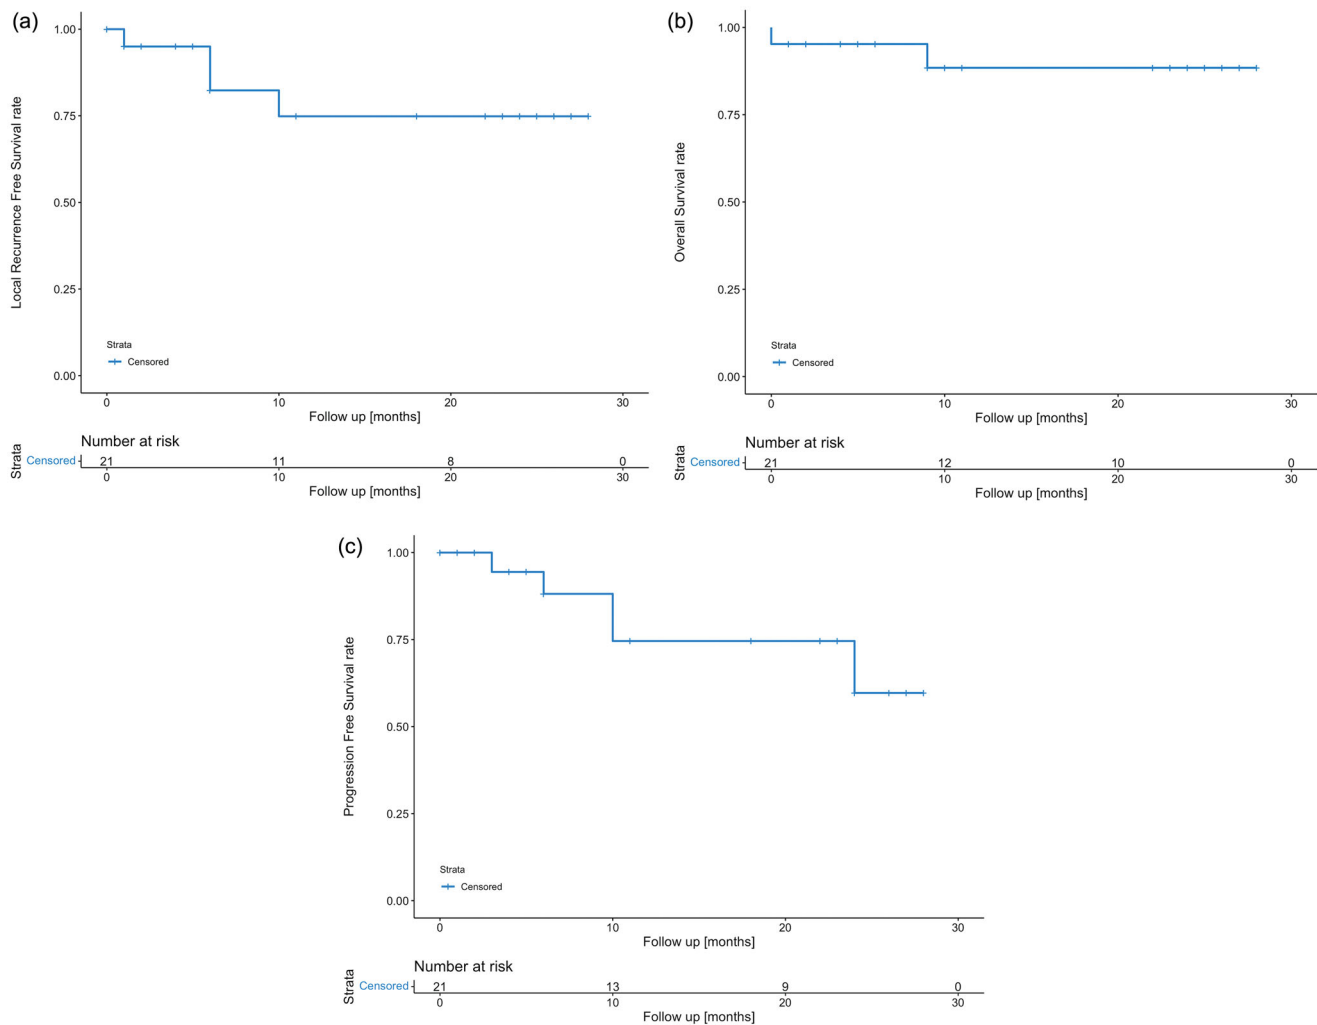 (a)
Local Recurrence Free Survival rate
1.00
0.75
0.50
0.25
0.00
Strata
Censored
0 10 20 30
Follow up [months]
Number at risk
Strata
Censored 21 11 8 0
0 10 20 30
Follow up [months]
(b)
Overall Survival rate
1.00
0.75
0.50
0.25
0.00
Strata
Censored
0 10 20 30
Follow up [months]
Number at risk
Strata
Censored 21 12 10 0
0 10 20 30
Follow up [months]
(c)
Progression Free Survival rate
1.00
0.75
0.50
0.25
0.00
Strata
Censored
0 10 20 30
Follow up [months]
Number at risk
Strata
Censored 21 13 9 0
0 10 20 30
Follow up [months]